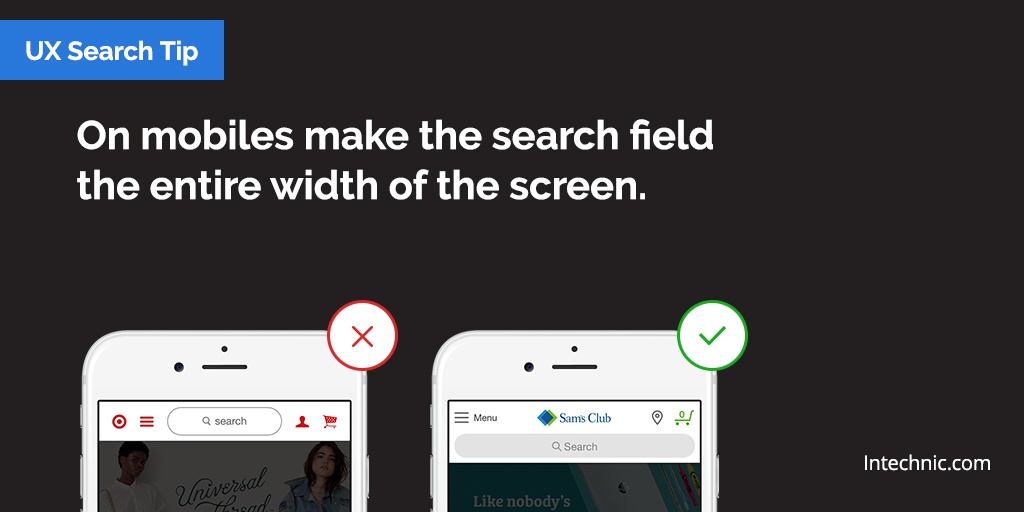 UX Search Tip
On mobiles make the search field
the entire width of the screen.
search
Universal
thread
Menu
Sam's Club
0
Search
Like nobody's
Intechnic.com